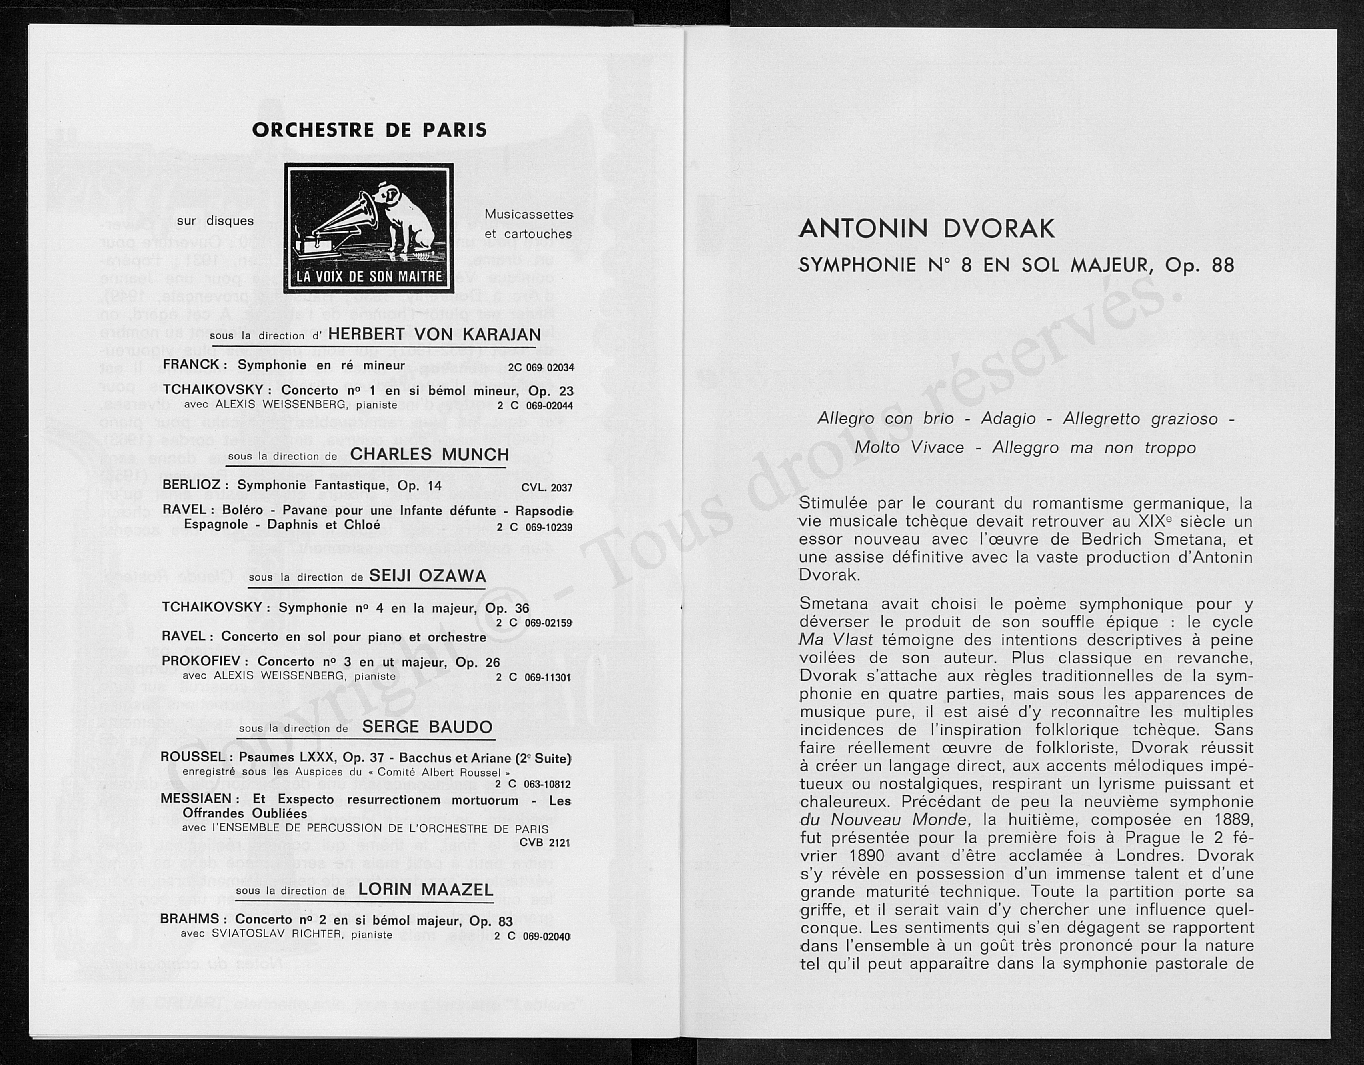 ORCHESTRE DE PARIS
sur disques
LA VOIX DE SON MAITRE
Musicassettes
et cartouches
sous la direction d' HERBERT VON KARAJAN
FRANCK : Symphonie en ré mineur 2C 069 02034
TCHAIKOVSKY : Concerto nº 1 en si bémol mineur, Op. 23
avec ALEXIS WEISSENBERG, pianiste 2 C 069-02044
sous la direction de CHARLES MUNCH
BERLIOZ : Symphonie Fantastique, Op. 14 CVL. 2037
RAVEL : Boléro - Pavane pour une Infante défunte - Rapsodie
Espagnole - Daphnis et Chloé 2 C 069-10239
sous la direction de SEIJI OZAWA
TCHAIKOVSKY : Symphonie nº 4 en la majeur, Op. 36
2 C 069-02159
RAVEL : Concerto en sol pour piano et orchestre
PROKOFIEV : Concerto nº 3 en ut majeur, Op. 26
avec ALEXIS WEISSENBERG, pianiste 2 C 069-11301
sous la direction de SERGE BAUDO
ROUSSEL : Psaumes LXXX, Op. 37 - Bacchus et Ariane (2e Suite)
enregistré sous les Auspices du « Comité Albert Roussel »
2 C 063-10812
MESSIAEN : Et Exspecto resurrectionem mortuorum - Les
Offrandes Oubliées
avec l'ENSEMBLE DE PERCUSSION DE L'ORCHESTRE DE PARIS
CVB 2121
sous la direction de LORIN MAAZEL
BRAHMS : Concerto nº 2 en si bémol majeur, Op. 83
avec SVIATOSLAV RICHTER, pianiste 2 C 069-02040
ANTONIN DVORAK
SYMPHONIE N° 8 EN SOL MAJEUR, Op. 88
Allegro con brio - Adagio - Allegretto grazioso -
Molto Vivace - Alleggro ma non troppo
Stimulée par le courant du romantisme germanique, la
vie musicale tchèque devait retrouver au XIXe siècle un
essor nouveau avec l'œuvre de Bedrich Smetana, et
une assise définitive avec la vaste production d'Antonin
Dvorak.
Smetana avait choisi le poème symphonique pour y
déverser le produit de son souffle épique : le cycle
Ma Vlast témoigne des intentions descriptives à peine
voilées de son auteur. Plus classique en revanche,
Dvorak s'attache aux règles traditionnelles de la sym-
phonie en quatre parties, mais sous les apparences de
musique pure, il est aisé d'y reconnaître les multiples
incidences de l'inspiration folklorique tchèque. Sans
faire réellement œuvre de folkloriste, Dvorak réussit
à créer un langage direct, aux accents mélodiques impé-
tueux ou nostalgiques, respirant un lyrisme puissant et
chaleureux. Précédant de peu la neuvième symphonie
du Nouveau Monde, la huitième, composée en 1889,
fut présentée pour la première fois à Prague le 2 fé-
vrier 1890 avant d'être acclamée à Londres. Dvorak
s'y révèle en possession d'un immense talent et d'une
grande maturité technique. Toute la partition porte sa
griffe, et il serait vain d'y chercher une influence quel-
conque. Les sentiments qui s'en dégagent se rapportent
dans l'ensemble à un goût très prononcé pour la nature
tel qu'il peut apparaitre dans la symphonie pastorale de
Copyright © - Tous droits réservés.